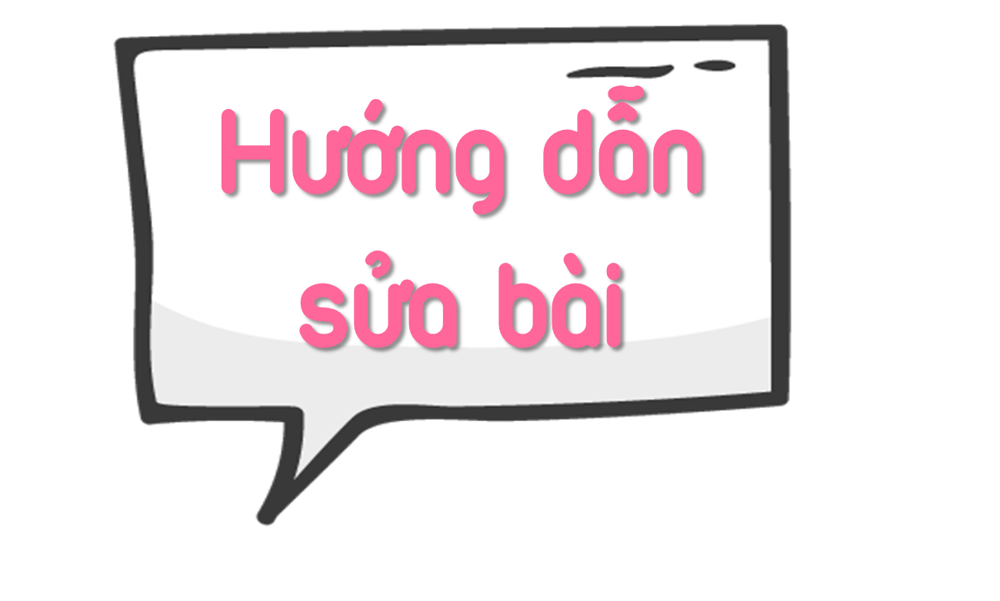 Hướng dẫn
sửa bài